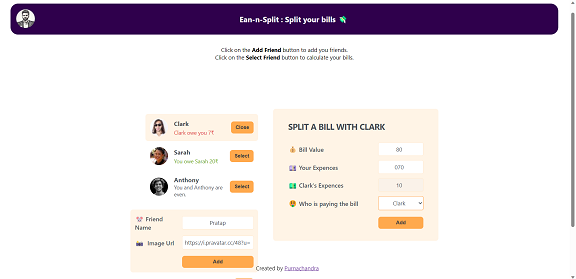 Ean-n-Split : Split your bills 💸
Click on the Add Friend button to add you friends.
Click on the Select Friend button to calculate your bills.
Clark
Clark owe you 7₹
Close
Sarah
You owe Sarah 20₹
Select
Anthony
You and Anthony are
even.
Select
Friend
Name
Pratap
Image Url
https://i.pravatar.cc/48?u=
Add
SPLIT A BILL WITH CLARK
Bill Value
80
Your Expences
070
Clark's Expences
10
Who is paying the bill
Clark
Add
Created by Purnachandra